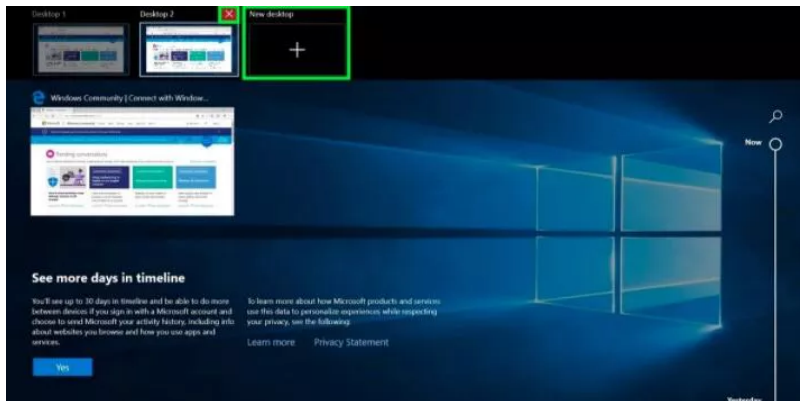 Desktop 1
Desktop 2
New desktop
Windows Community | Connect with Window...
Trending conversations
Now
See more days in timeline
You'll see up to 30 days in timeline and be able to do more
between devices if you sign in with a Microsoft account and
choose to send Microsoft your activity history, including info
about websites you browse and how you use apps and
services.
To learn more about how Microsoft products and services
use this data to personalize experiences while respecting
your privacy, see the following:
Learn more Privacy Statement
Yes
Yesterday